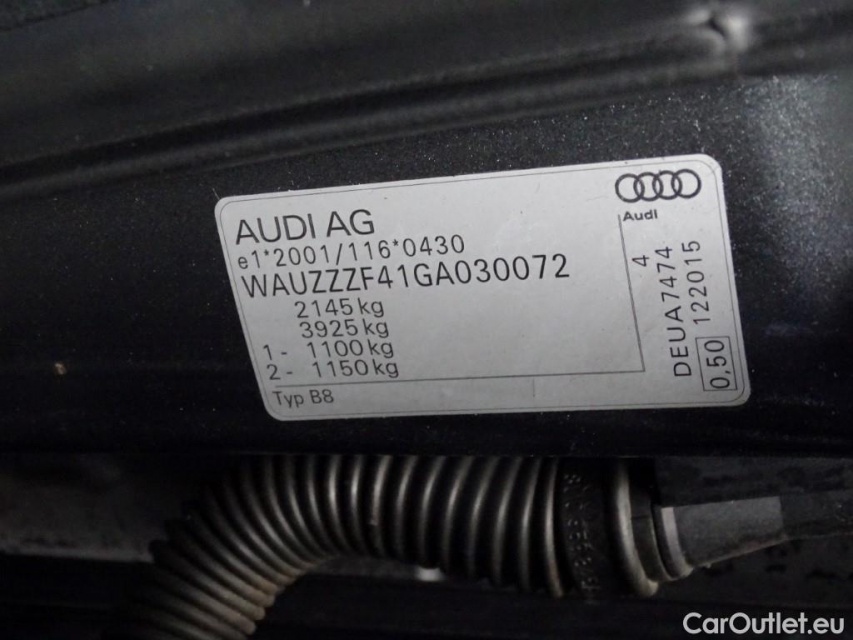 AUDI AG
e1*2001/116*0430
WAUZZZF41GA030072
2145 kg
3925 kg
1 - 1100 kg
2 - 1150 kg
Typ B8
Audi
4
DEUA7474
122015
0,50
CarOutlet.eu